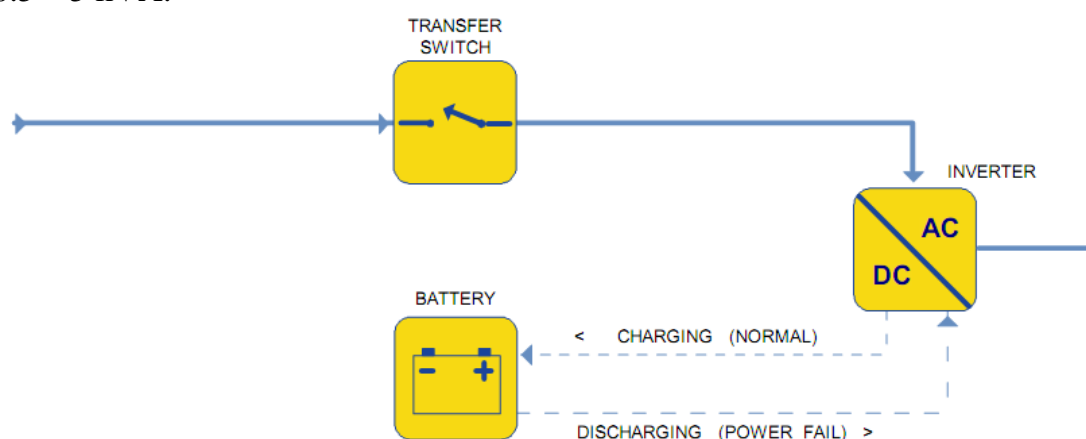 TRANSFER
SWITCH
INVERTER
AC
DC
BATTERY
< CHARGING (NORMAL)
- +
DISCHARGING (POWER FAIL) >